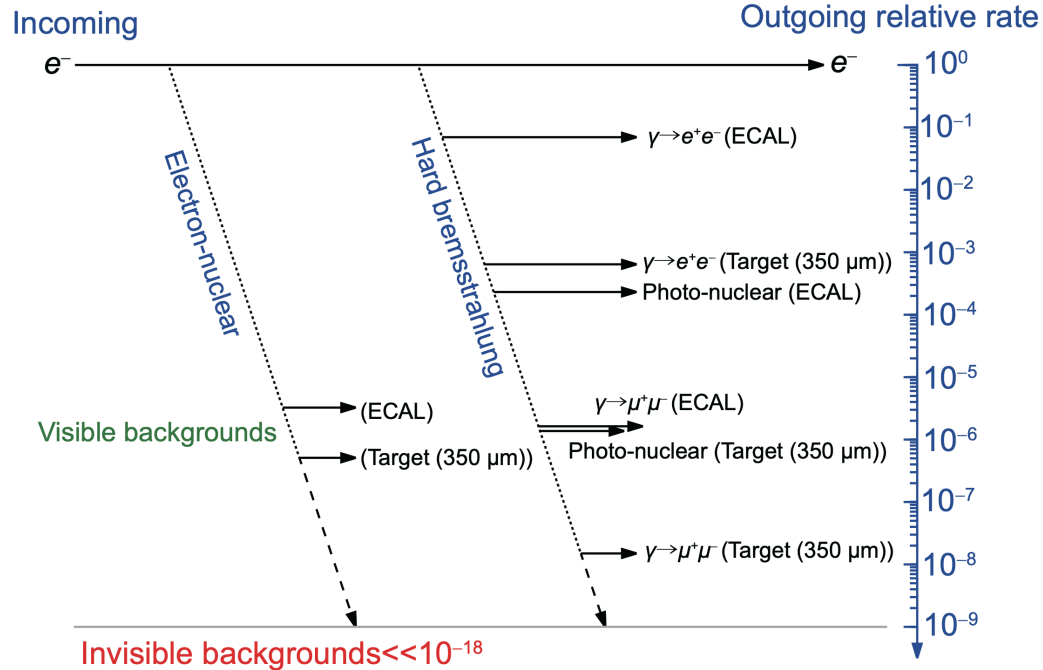 Incoming
Outgoing relative rate
e⁻
e⁻
10⁰
10⁻¹
γ→e⁺e⁻ (ECAL)
Electron-nuclear
Hard bremsstrahlung
10⁻²
10⁻³
γ→e⁺e⁻ (Target (350 μm))
Photo-nuclear (ECAL)
10⁻⁴
10⁻⁵
γ→μ⁺μ⁻ (ECAL)
(ECAL)
Visible backgrounds
10⁻⁶
Photo-nuclear (Target (350 μm))
(Target (350 μm))
10⁻⁷
γ→μ⁺μ⁻ (Target (350 μm))
10⁻⁸
10⁻⁹
Invisible backgrounds<<10⁻¹⁸